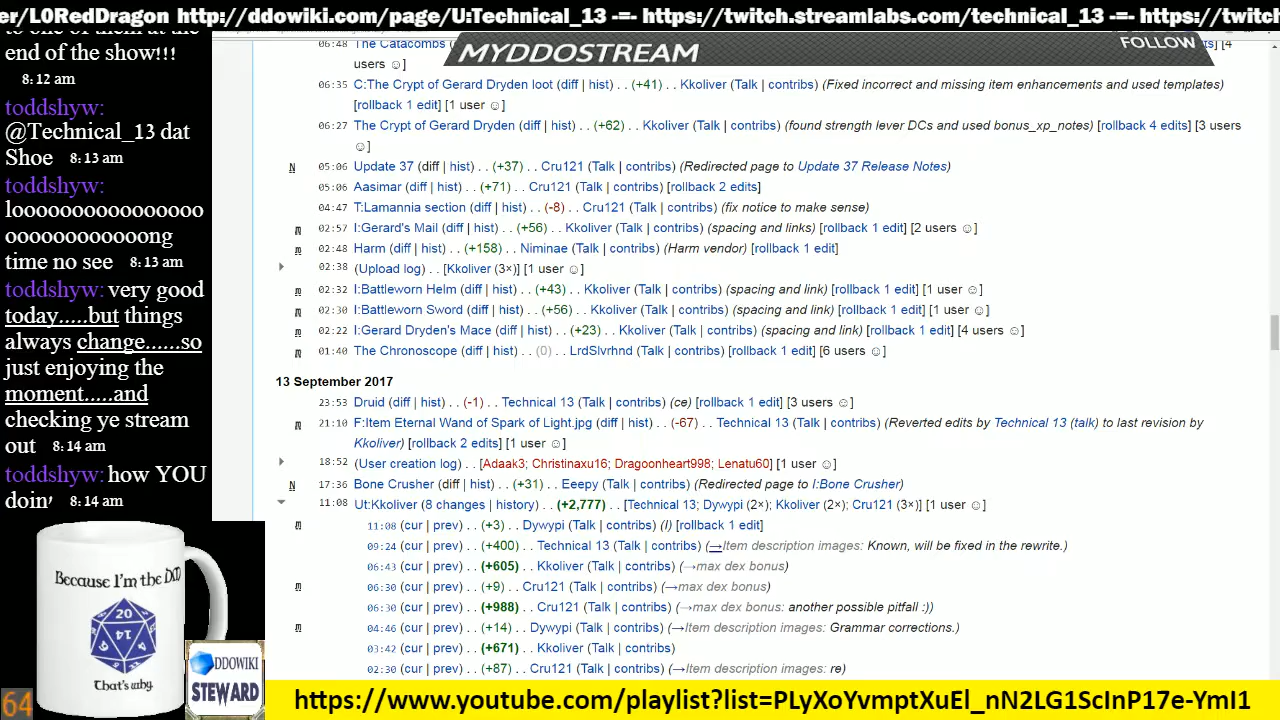 er/L0RedDragon http://ddowiki.com/page/U:Technical_13 -=- https://twitch.streamlabs.com/technical_13 -=- https://twitch
to one of them at the
end of the show!!!
8:12 am
toddshyw:
@Technical_13 dat
Shoe 8:13 am
toddshyw:
looooooooooooooooo
oooooooooooooong
time no see 8:13 am
toddshyw: very good
today.....but things
always change......so
just enjoying the
moment.....and
checking ye stream
out 8:14 am
toddshyw: how YOU
doin' 8:14 am
Because I'm the DM
20
14
That's why.
DDOWIKI
STEWARD
64
MYDDOSTREAM
FOLLOW
06:48 The Catacombs
users ☺]
06:35 C:The Crypt of Gerard Dryden loot (diff | hist) . . (+41) . . Kkoliver (Talk | contribs) (Fixed incorrect and missing item enhancements and used templates)
[rollback 1 edit] [1 user ☺]
06:27 The Crypt of Gerard Dryden (diff | hist) . . (+62) . . Kkoliver (Talk | contribs) (found strength lever DCs and used bonus_xp_notes) [rollback 4 edits] [3 users
☺]
N 05:06 Update 37 (diff | hist) . . (+37) . . Cru121 (Talk | contribs) (Redirected page to Update 37 Release Notes)
05:06 Aasimar (diff | hist) . . (+71) . . Cru121 (Talk | contribs) [rollback 2 edits]
04:47 T:Lamannia section (diff | hist) . . (-8) . . Cru121 (Talk | contribs) (fix notice to make sense)
m 02:57 I:Gerard's Mail (diff | hist) . . (+56) . . Kkoliver (Talk | contribs) (spacing and links) [rollback 1 edit] [2 users ☺]
m 02:48 Harm (diff | hist) . . (+158) . . Niminae (Talk | contribs) (Harm vendor) [rollback 1 edit]
02:38 (Upload log) . . [Kkoliver (3×)] [1 user ☺]
m 02:32 I:Battleworn Helm (diff | hist) . . (+43) . . Kkoliver (Talk | contribs) (spacing and link) [rollback 1 edit] [1 user ☺]
m 02:30 I:Battleworn Sword (diff | hist) . . (+56) . . Kkoliver (Talk | contribs) (spacing and link) [rollback 1 edit] [1 user ☺]
m 02:22 I:Gerard Dryden's Mace (diff | hist) . . (+23) . . Kkoliver (Talk | contribs) (spacing and link) [rollback 1 edit] [4 users ☺]
m 01:40 The Chronoscope (diff | hist) . . (0) . . LrdSlvrhnd (Talk | contribs) [rollback 1 edit] [6 users ☺]
13 September 2017
23:53 Druid (diff | hist) . . (-1) . . Technical 13 (Talk | contribs) (ce) [rollback 1 edit] [3 users ☺]
m 21:10 F:Item Eternal Wand of Spark of Light.jpg (diff | hist) . . (-67) . . Technical 13 (Talk | contribs) (Reverted edits by Technical 13 (talk) to last revision by
Kkoliver) [rollback 2 edits] [1 user ☺]
18:52 (User creation log) . . [Adaak3; Christinaxu16; Dragoonheart998; Lenatu60] [1 user ☺]
N 17:36 Bone Crusher (diff | hist) . . (+31) . . Eeepy (Talk | contribs) (Redirected page to I:Bone Crusher)
11:08 Ut:Kkoliver (8 changes | history) . . (+2,777) . . [Technical 13; Dywypi (2×); Kkoliver (2×); Cru121 (3×)] [1 user ☺]
m 11:08 (cur | prev) . . (+3) . . Dywypi (Talk | contribs) (I) [rollback 1 edit]
09:24 (cur | prev) . . (+400) . . Technical 13 (Talk | contribs) (→Item description images: Known, will be fixed in the rewrite.)
06:43 (cur | prev) . . (+605) . . Kkoliver (Talk | contribs) (→max dex bonus)
m 06:30 (cur | prev) . . (+9) . . Cru121 (Talk | contribs) (→max dex bonus)
06:30 (cur | prev) . . (+988) . . Cru121 (Talk | contribs) (→max dex bonus: another possible pitfall :))
m 04:46 (cur | prev) . . (+14) . . Dywypi (Talk | contribs) (→Item description images: Grammar corrections.)
03:42 (cur | prev) . . (+671) . . Kkoliver (Talk | contribs)
02:30 (cur | prev) . . (+87) . . Cru121 (Talk | contribs) (→Item description images: re)
https://www.youtube.com/playlist?list=PLyXoYvmptXuEl_nN2LG1ScInP17e-YmI1